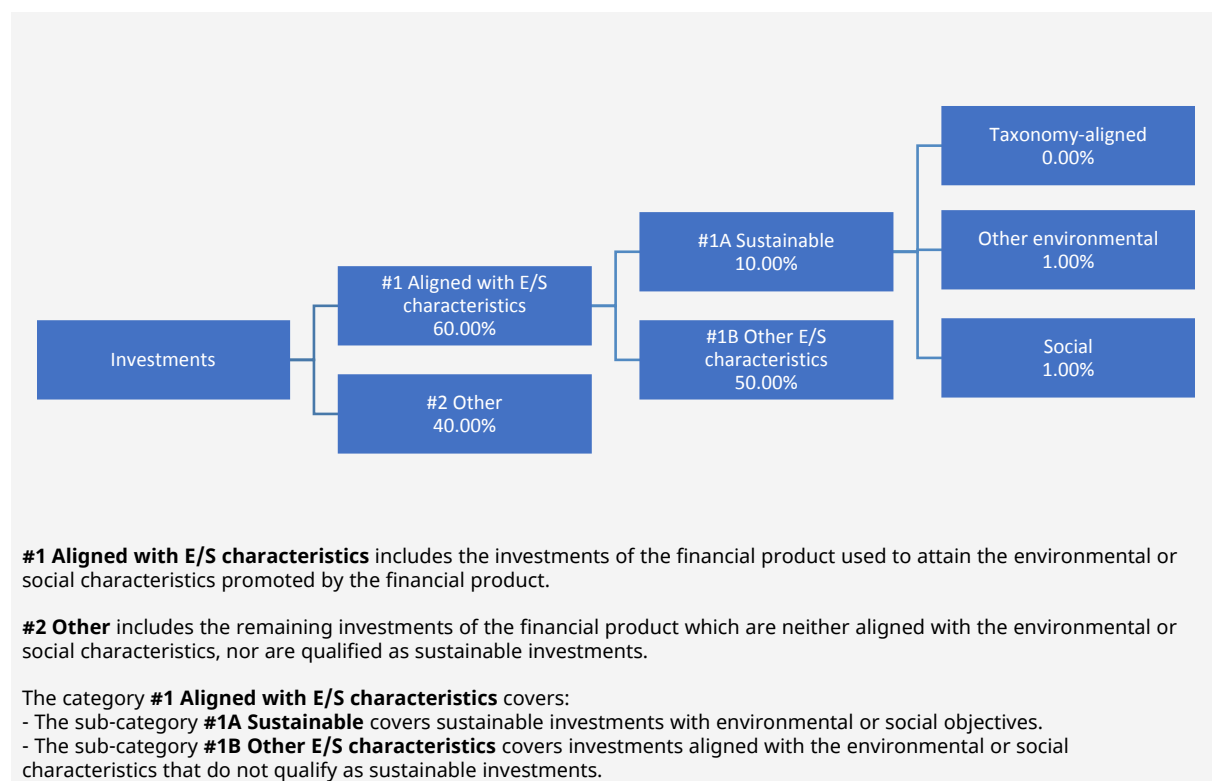 Taxonomy-aligned
0.00%
#1A Sustainable
10.00%
Other environmental
1.00%
#1 Aligned with E/S
characteristics
60.00%
Investments
#1B Other E/S
characteristics
50.00%
Social
1.00%
#2 Other
40.00%
#1 Aligned with E/S characteristics includes the investments of the financial product used to attain the environmental or
social characteristics promoted by the financial product.
#2 Other includes the remaining investments of the financial product which are neither aligned with the environmental or
social characteristics, nor are qualified as sustainable investments.
The category #1 Aligned with E/S characteristics covers:
- The sub-category #1A Sustainable covers sustainable investments with environmental or social objectives.
- The sub-category #1B Other E/S characteristics covers investments aligned with the environmental or social
characteristics that do not qualify as sustainable investments.